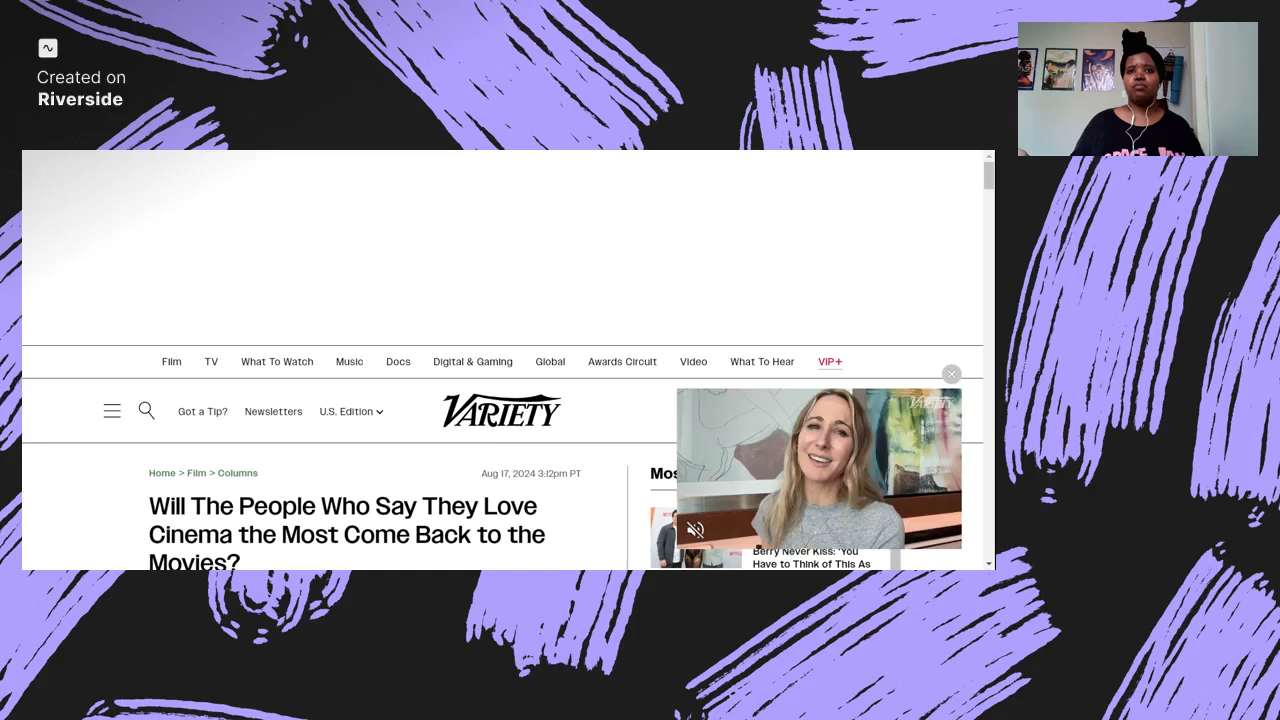 Created on
Riverside
Film TV What To Watch Music Docs Digital & Gaming Global Awards Circuit Video What To Hear VIP+
Got a Tip? Newsletters U.S. Edition
VARIETY
VARIETY
Home > Film > Columns
Aug 17, 2024 3:12pm PT
Will The People Who Say They Love
Cinema the Most Come Back to the
Movies?
Mos
Berry Never Kiss: 'You
Have to Think of This As
SPACE JAM